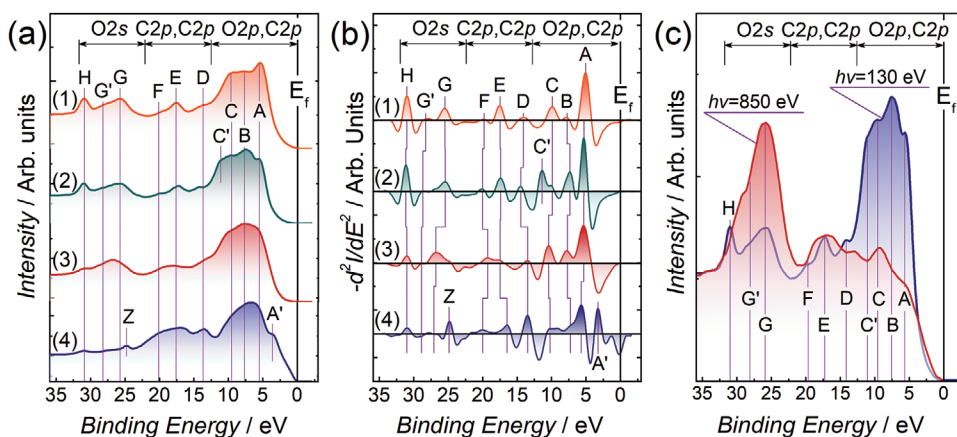 (a)
O2s C2p,C2p O2p,C2p
H G' G F E D
C A
C' B
E_f
(1)
(2)
(3)
(4)
Z
A'
Intensity / Arb. units
35 30 25 20 15 10 5 0
Binding Energy / eV
(b)
O2s C2p,C2p O2p,C2p
A
H G' G F E D C B
E_f
C'
(1)
(2)
(3)
(4)
Z
A'
-d²I/dE² / Arb. Units
35 30 25 20 15 10 5 0
Binding Energy / eV
(c)
O2s C2p,C2p O2p,C2p
hν=850 eV
hν=130 eV
E_f
H
G' F D C A
G E C' B
Intensity / Arb. units
35 30 25 20 15 10 5 0
Binding Energy / eV